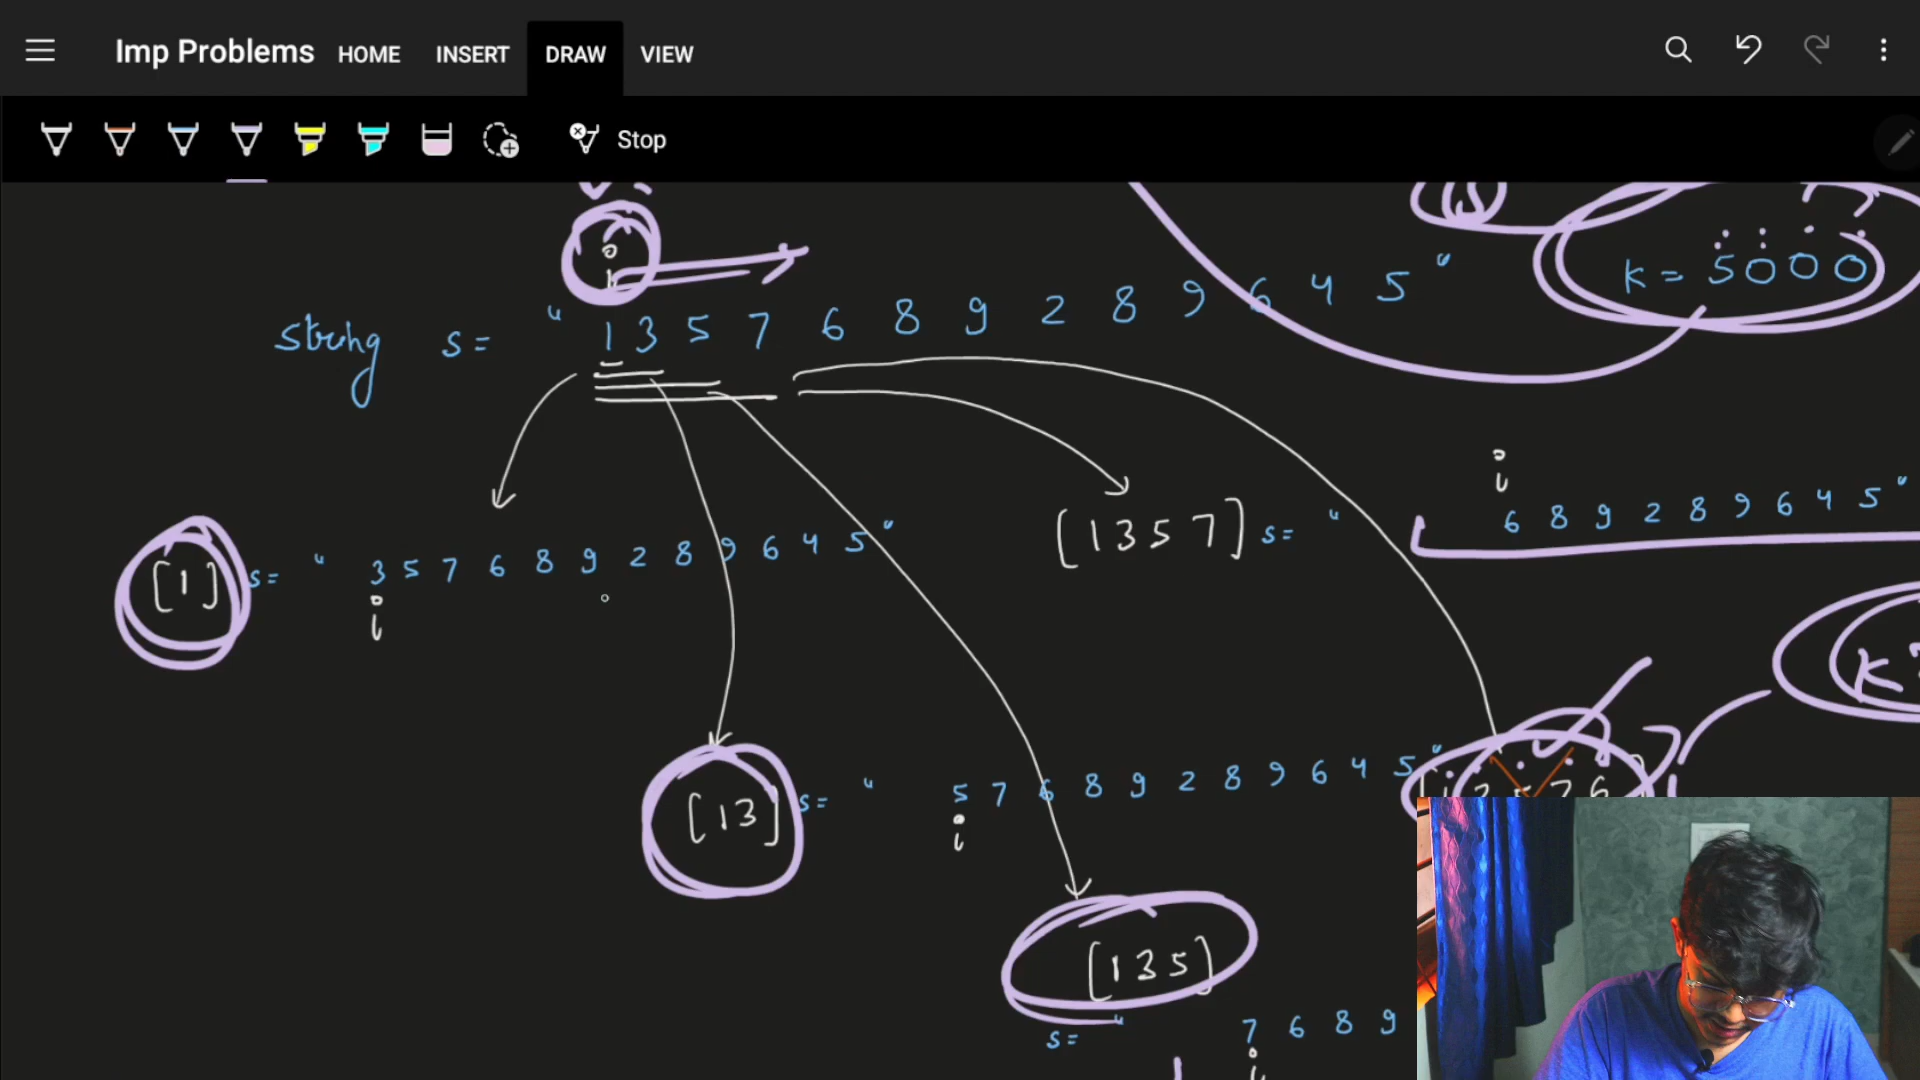 Imp Problems HOME INSERT DRAW VIEW
Stop
K = 5000
string s = " 1 3 5 7 6 8 9 2 8 9 6 4 5 "
i
i
6 8 9 2 8 9 6 4 5 "
[1 3 5 7] s = "
[1] s = " 3 5 7 6 8 9 2 8 9 6 4 5 "
i
K
[1 3] s = " 5 7 6 8 9 2 8 9 6 4 5 "
i
[1 3 5]
s = " 7 6 8 9
i